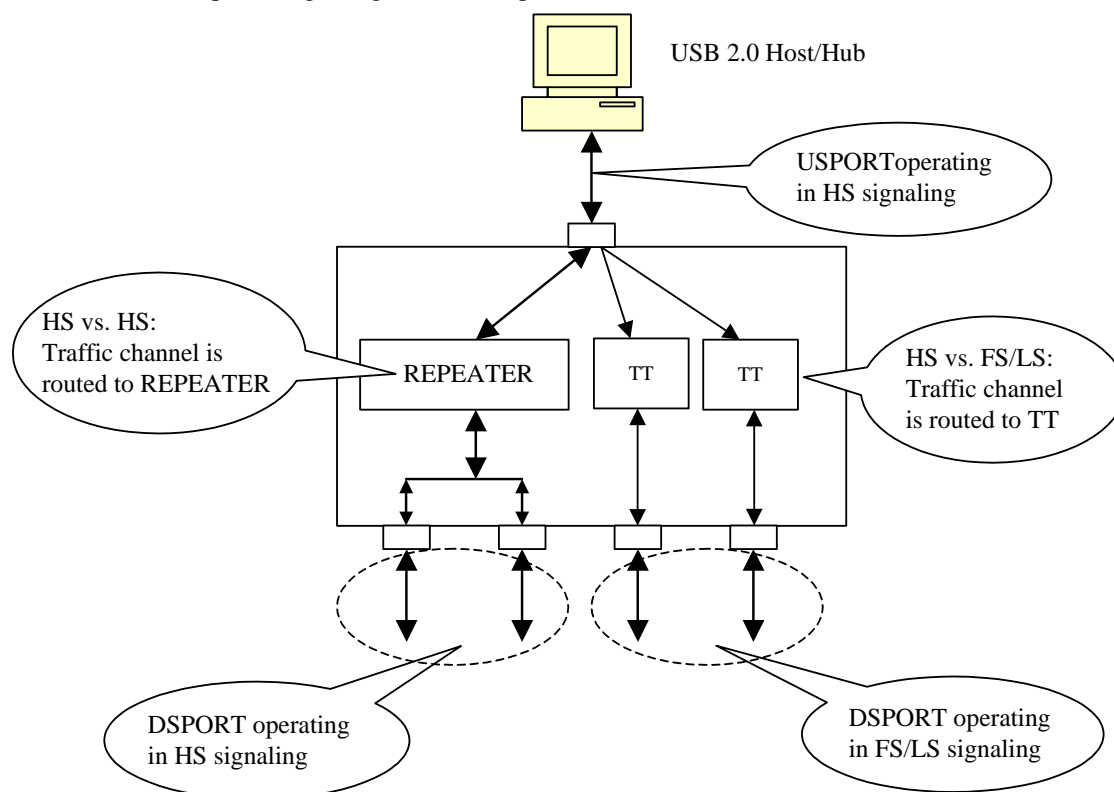 USB 2.0 Host/Hub
USPORToperating
in HS signaling
HS vs. HS:
Traffic channel is
routed to REPEATER
REPEATER
TT
TT
HS vs. FS/LS:
Traffic channel
is routed to TT
DSPORT operating
in HS signaling
DSPORT operating
in FS/LS signaling